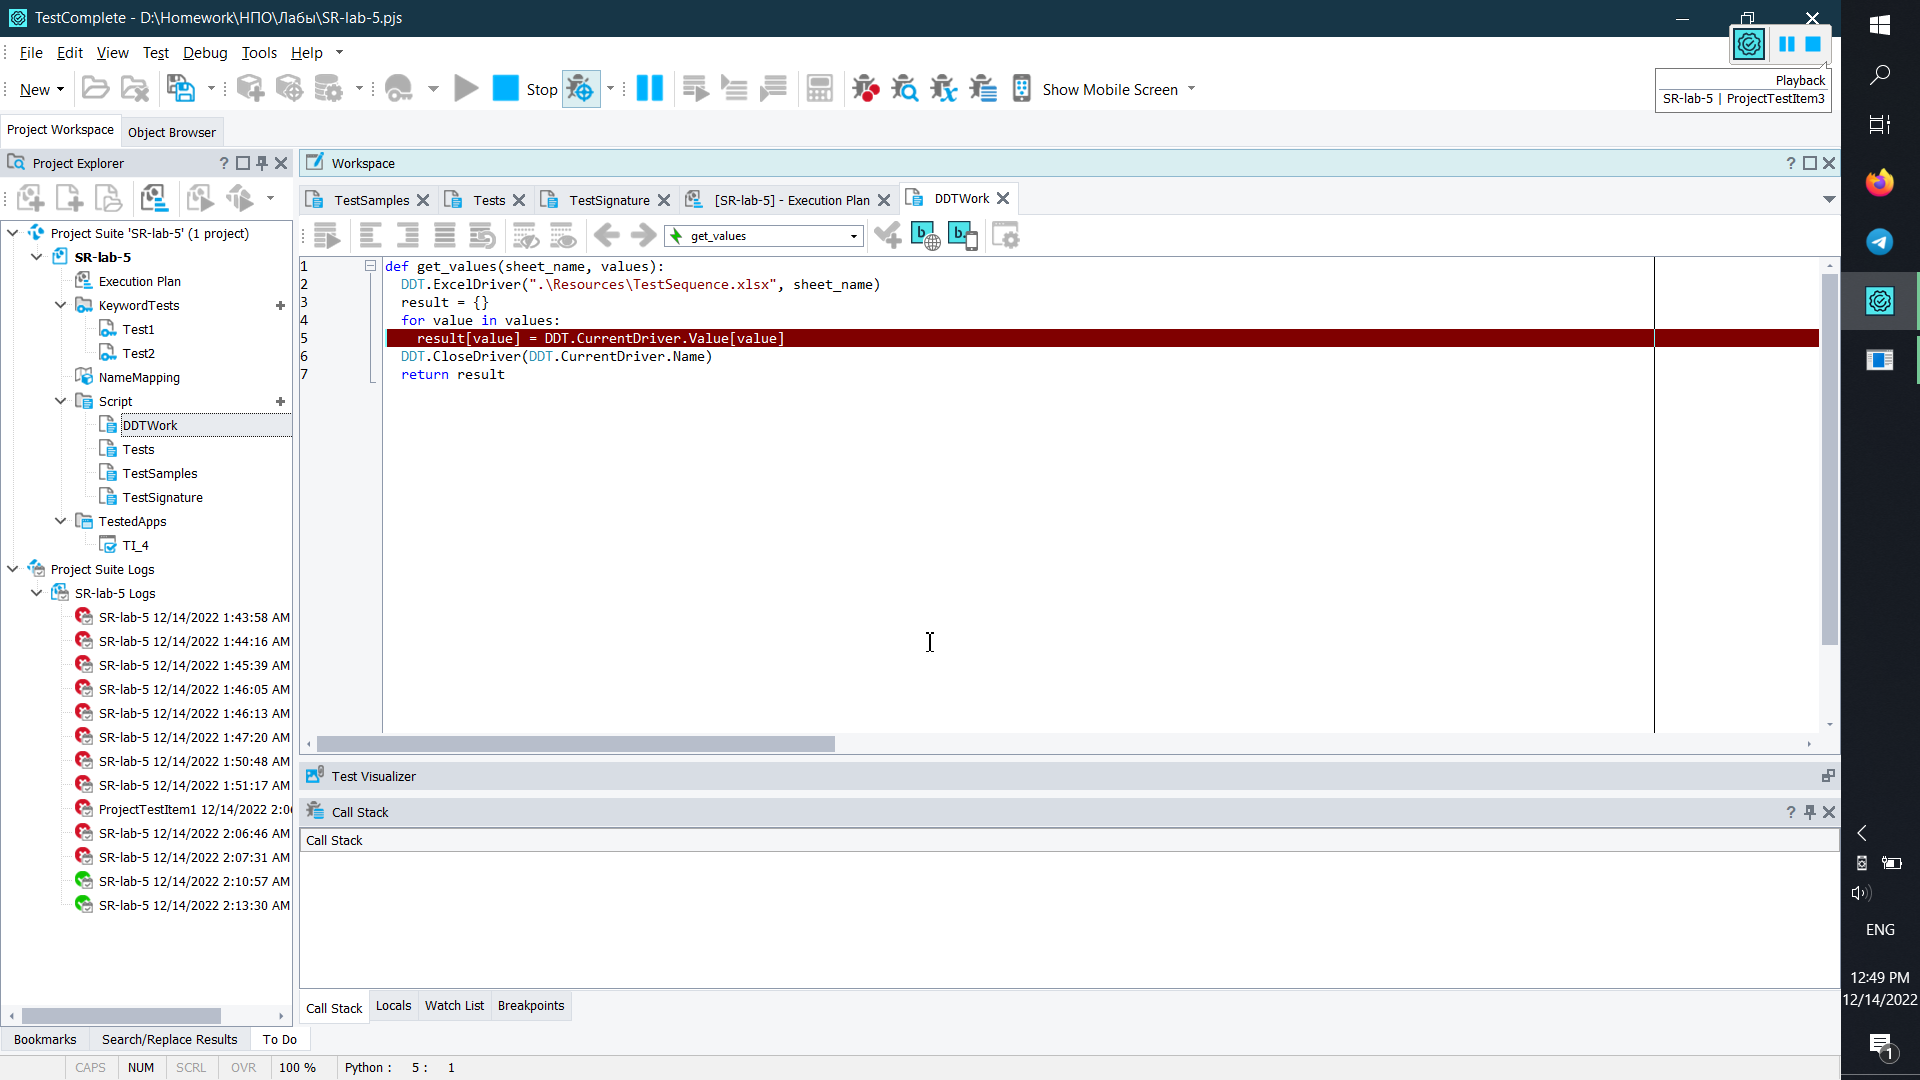 TestComplete - D:\Homework\НПО\Лабы\SR-lab-5.pjs
File Edit View Test Debug Tools Help
New Stop Show Mobile Screen
Playback
SR-lab-5 | ProjectTestItem3
Project Workspace Object Browser
Project Explorer
Workspace
TestSamples Tests TestSignature [SR-lab-5] - Execution Plan DDTWork
get_values
Project Suite 'SR-lab-5' (1 project)
SR-lab-5
Execution Plan
KeywordTests
Test1
Test2
NameMapping
Script
DDTWork
Tests
TestSamples
TestSignature
TestedApps
TI_4
Project Suite Logs
SR-lab-5 Logs
SR-lab-5 12/14/2022 1:43:58 AM
SR-lab-5 12/14/2022 1:44:16 AM
SR-lab-5 12/14/2022 1:45:39 AM
SR-lab-5 12/14/2022 1:46:05 AM
SR-lab-5 12/14/2022 1:46:13 AM
SR-lab-5 12/14/2022 1:47:20 AM
SR-lab-5 12/14/2022 1:50:48 AM
SR-lab-5 12/14/2022 1:51:17 AM
ProjectTestItem1 12/14/2022 2:0
SR-lab-5 12/14/2022 2:06:46 AM
SR-lab-5 12/14/2022 2:07:31 AM
SR-lab-5 12/14/2022 2:10:57 AM
SR-lab-5 12/14/2022 2:13:30 AM
1 def get_values(sheet_name, values):
2 DDT.ExcelDriver(".\Resources\TestSequence.xlsx", sheet_name)
3 result = {}
4 for value in values:
5 result[value] = DDT.CurrentDriver.Value[value]
6 DDT.CloseDriver(DDT.CurrentDriver.Name)
7 return result
Test Visualizer
Call Stack
Call Stack
Call Stack Locals Watch List Breakpoints
Bookmarks Search/Replace Results To Do
CAPS NUM SCRL OVR 100 % Python : 5 : 1
ENG
12:49 PM
12/14/2022
1